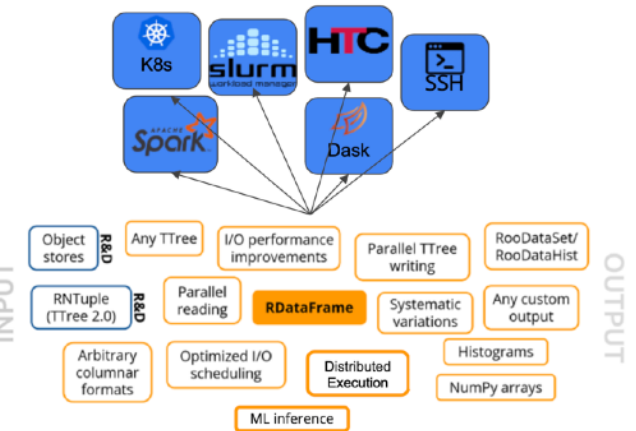 K8s
slurm
workload manager
HTC
SSH
APACHE
Spark
Dask
Object
stores
R&D
Any TTree
I/O performance
improvements
Parallel TTree
writing
RooDataSet/
RooDataHist
INPUT
OUTPUT
RNTuple
(TTree 2.0)
R&D
Parallel
reading
RDataFrame
Systematic
variations
Any custom
output
Arbitrary
columnar
formats
Optimized I/O
scheduling
Distributed
Execution
Histograms
NumPy arrays
ML inference